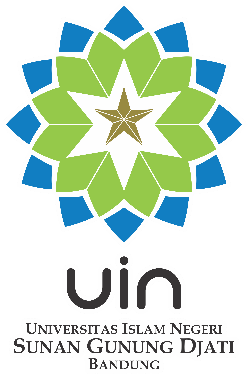 uin
UNIVERSITAS ISLAM NEGERI
SUNAN GUNUNG DJATI
BANDUNG